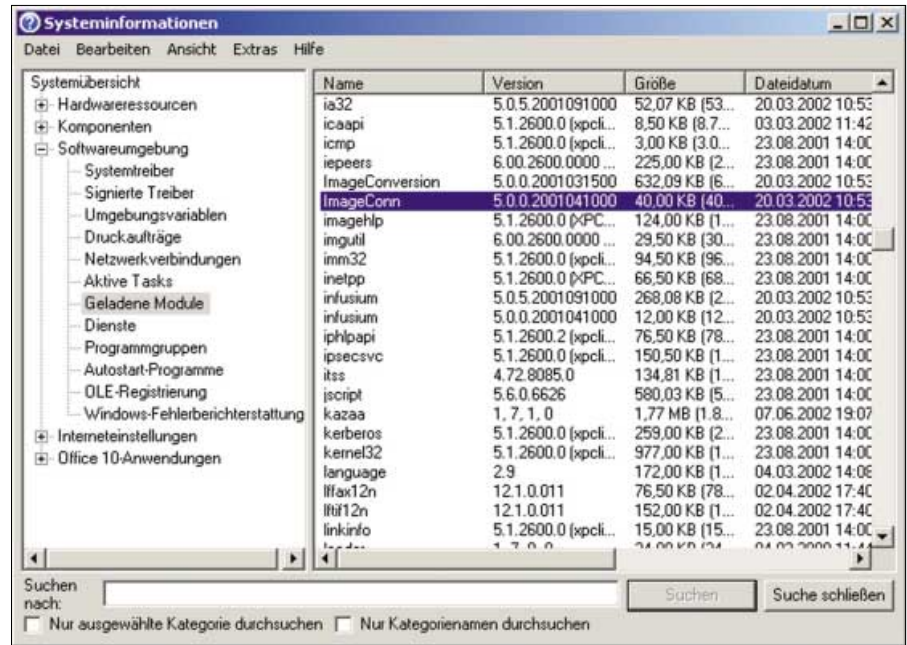 Systeminformationen
Datei Bearbeiten Ansicht Extras Hilfe
Systemübersicht
Hardwareressourcen
Komponenten
Softwareumgebung
Systemtreiber
Signierte Treiber
Umgebungsvariablen
Druckaufträge
Netzwerkverbindungen
Aktive Tasks
Geladene Module
Dienste
Programmgruppen
Autostart-Programme
OLE-Registrierung
Windows-Fehlerberichterstattung
Interneteinstellungen
Office 10-Anwendungen
Name Version Größe Dateidatum
ia32 5.0.5.2001091000 52,07 KB (53... 20.03.2002 10:53
icaapi 5.1.2600.0 (xpcli... 8,50 KB (8.7... 03.03.2002 11:42
icmp 5.1.2600.0 (xpcli... 3,00 KB (3.0... 23.08.2001 14:00
iepeers 6.00.2600.0000 ... 225,00 KB (2... 23.08.2001 14:00
ImageConversion 5.0.0.2001031500 632,09 KB (6... 20.03.2002 10:53
ImageConn 5.0.0.2001041000 40,00 KB (40... 20.03.2002 10:53
imagehlp 5.1.2600.0 (XPC... 124,00 KB (1... 23.08.2001 14:00
imgutil 6.00.2600.0000 ... 29,50 KB (30... 23.08.2001 14:00
imm32 5.1.2600.0 (xpcli... 94,50 KB (96... 23.08.2001 14:00
inetpp 5.1.2600.0 (XPC... 66,50 KB (68... 23.08.2001 14:00
infusium 5.0.5.2001091000 268,08 KB (2... 20.03.2002 10:53
infusium 5.0.0.2001041000 12,00 KB (12... 20.03.2002 10:53
iphlpapi 5.1.2600.2 (xpcli... 76,50 KB (78... 23.08.2001 14:00
ipsecsvc 5.1.2600.0 (xpcli... 150,50 KB (1... 23.08.2001 14:00
itss 4.72.8085.0 134,81 KB (1... 23.08.2001 14:00
jscript 5.6.0.6626 580,03 KB (5... 23.08.2001 14:00
kazaa 1, 7, 1, 0 1,77 MB (1.8... 07.06.2002 19:07
kerberos 5.1.2600.0 (xpcli... 259,00 KB (2... 23.08.2001 14:00
kernel32 5.1.2600.0 (xpcli... 977,00 KB (1... 23.08.2001 14:00
language 2.9 172,00 KB (1... 04.03.2002 14:08
lffax12n 12.1.0.011 76,50 KB (78... 02.04.2002 17:40
lftif12n 12.1.0.011 152,00 KB (1... 02.04.2002 17:40
linkinfo 5.1.2600.0 (xpcli... 15,00 KB (15... 23.08.2001 14:00
Suchen nach: Suchen Suche schließen
Nur ausgewählte Kategorie durchsuchen Nur Kategorienamen durchsuchen